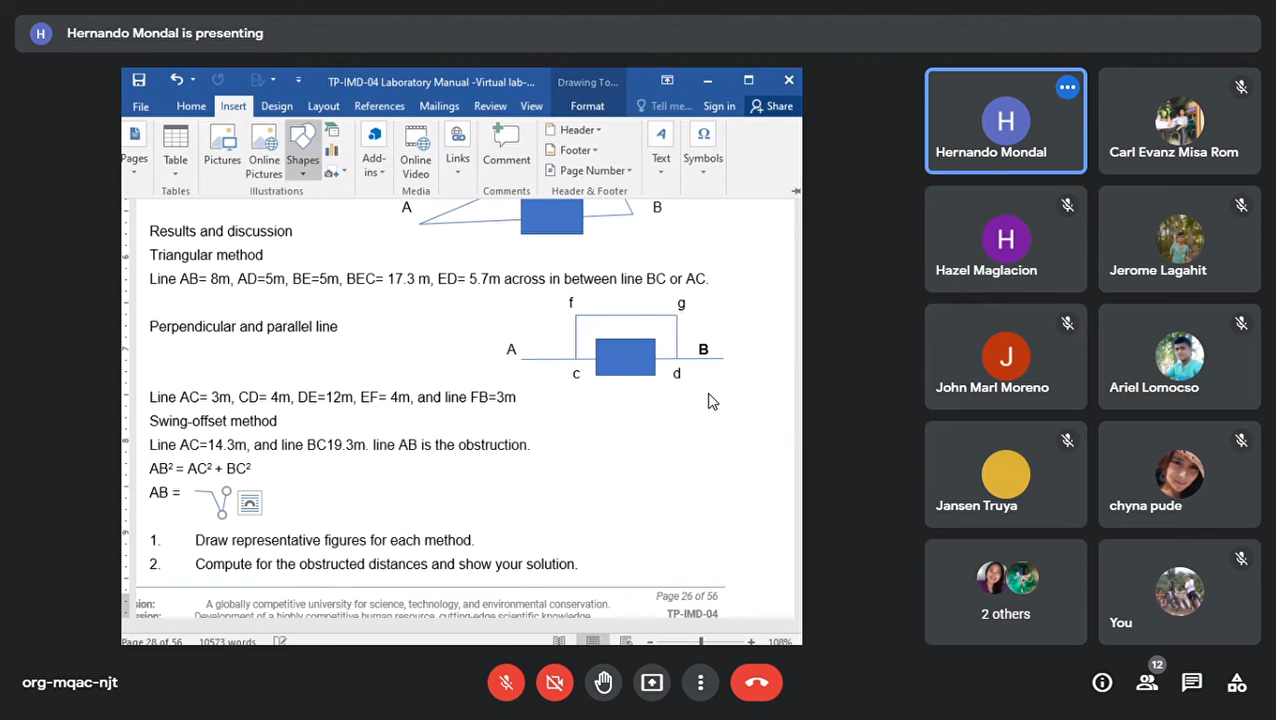 H Hernando Mondal is presenting
TP-IMD-04 Laboratory Manual -Virtual lab-... Drawing To...
File Home Insert Design Layout References Mailings Review View Format Tell me... Sign in Share
Pages Table Pictures Online Pictures Shapes Add-ins Online Video Links Comment Header Footer Page Number Text Symbols
Tables Illustrations Media Comments Header & Footer
A B
Results and discussion
Triangular method
Line AB= 8m, AD=5m, BE=5m, BEC= 17.3 m, ED= 5.7m across in between line BC or AC.
f g
Perpendicular and parallel line
A B
c d
Line AC= 3m, CD= 4m, DE=12m, EF= 4m, and line FB=3m
Swing-offset method
Line AC=14.3m, and line BC19.3m. line AB is the obstruction.
AB² = AC² + BC²
AB =
1. Draw representative figures for each method.
2. Compute for the obstructed distances and show your solution.
Page 26 of 56
A globally competitive university for science, technology, and environmental conservation.
TP-IMD-04
Page 28 of 56 10573 words 108%
H
Hernando Mondal
Carl Evanz Misa Rom
H
Hazel Maglacion
Jerome Lagahit
J
John Marl Moreno
Ariel Lomocso
Jansen Truya
chyna pude
2 others
You
org-mqac-njt
12